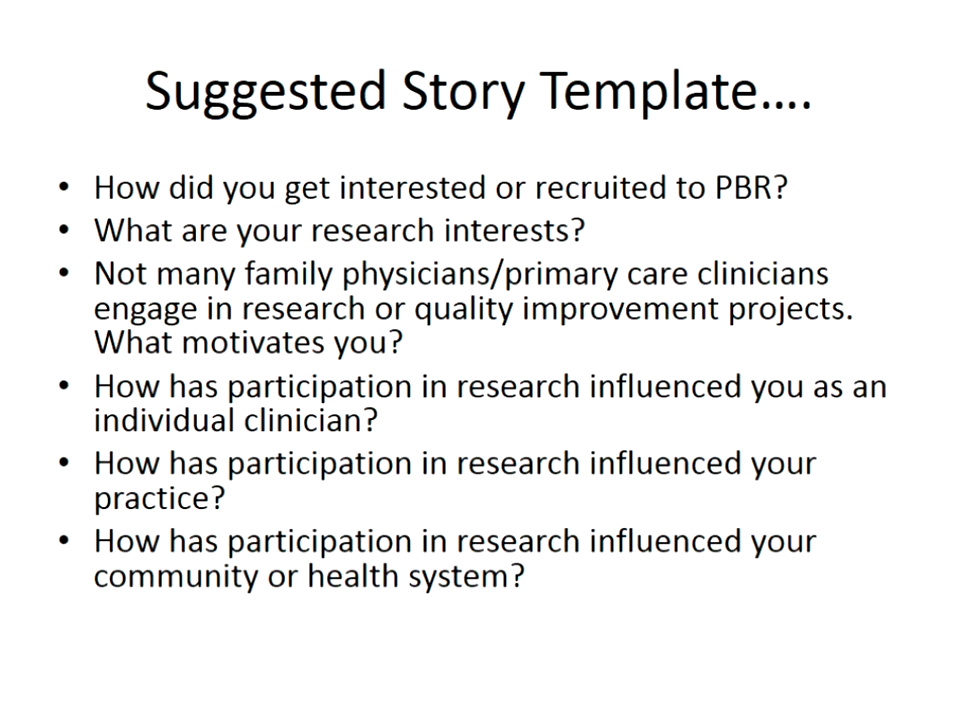 Suggested Story Template....
• How did you get interested or recruited to PBR?
• What are your research interests?
• Not many family physicians/primary care clinicians
engage in research or quality improvement projects.
What motivates you?
• How has participation in research influenced you as an
individual clinician?
• How has participation in research influenced your
practice?
• How has participation in research influenced your
community or health system?